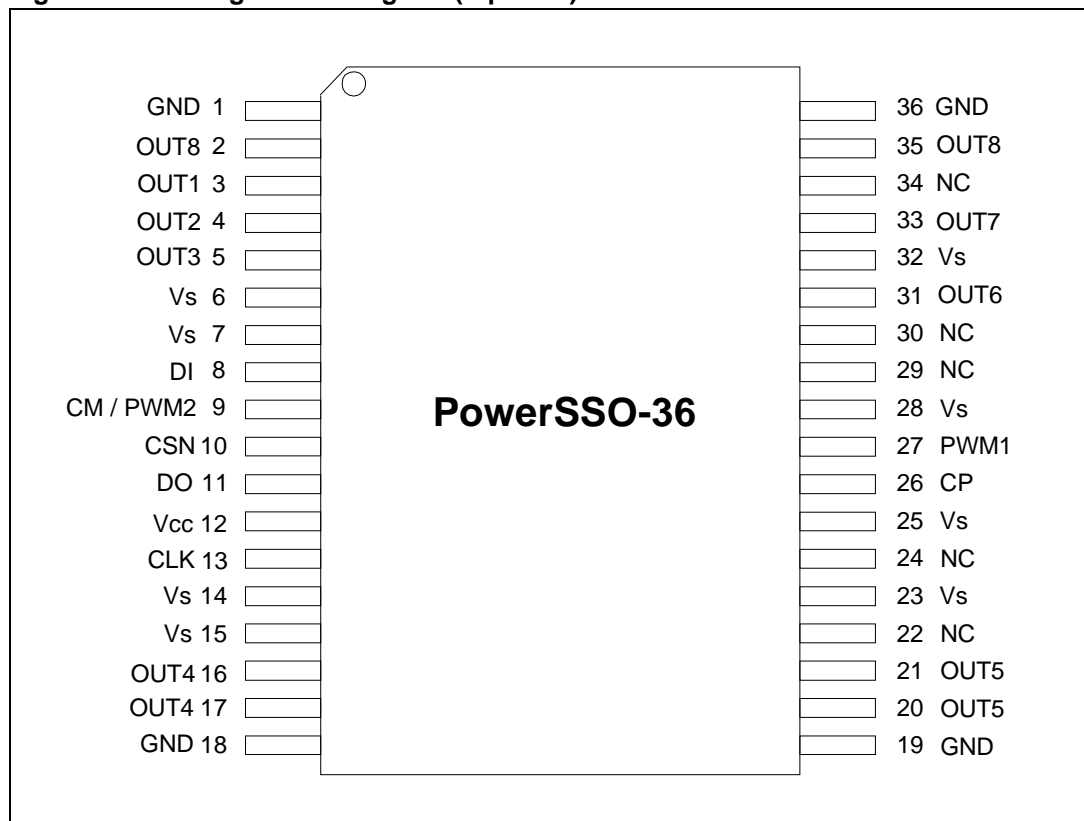 GND 1
OUT8 2
OUT1 3
OUT2 4
OUT3 5
Vs 6
Vs 7
DI 8
CM / PWM2 9
CSN 10
DO 11
Vcc 12
CLK 13
Vs 14
Vs 15
OUT4 16
OUT4 17
GND 18
PowerSSO-36
36 GND
35 OUT8
34 NC
33 OUT7
32 Vs
31 OUT6
30 NC
29 NC
28 Vs
27 PWM1
26 CP
25 Vs
24 NC
23 Vs
22 NC
21 OUT5
20 OUT5
19 GND